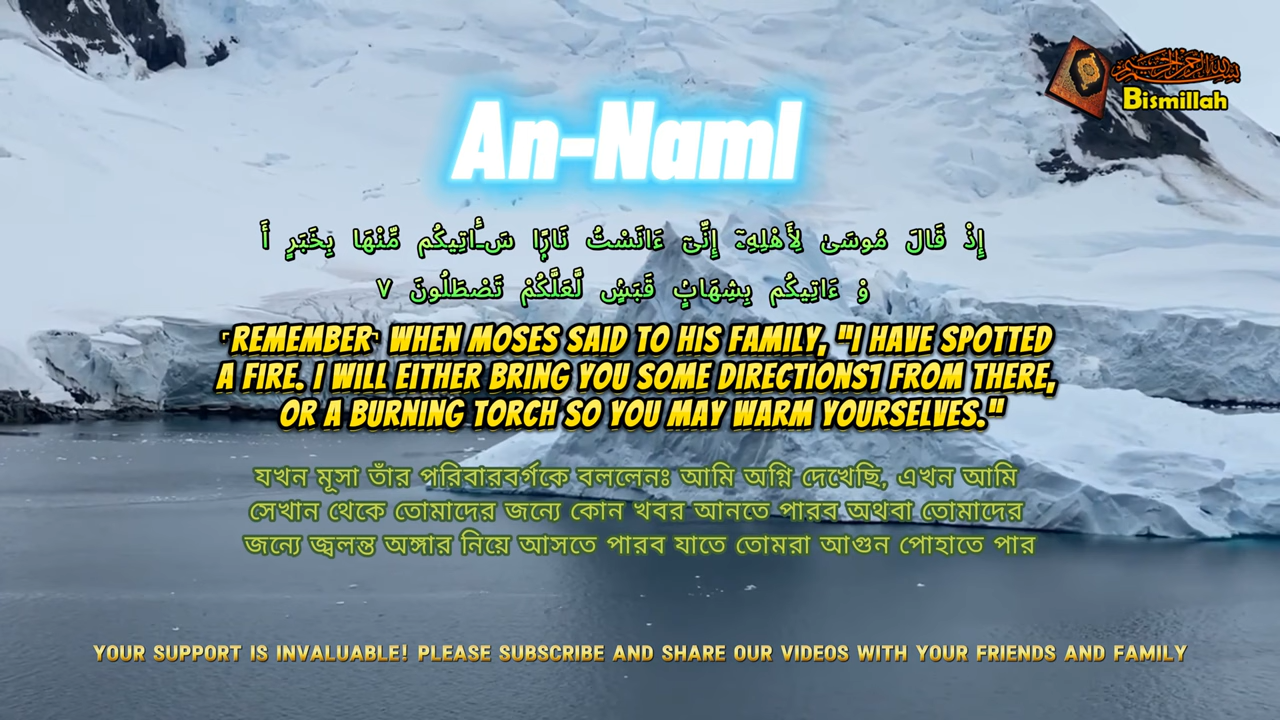 بسم الله الرحمن الرحيم
Bismillah
An-Naml
إِذْ قَالَ مُوسَىٰ لِأَهْلِهِۦٓ إِنِّىٓ ءَانَسْتُ نَارًۭا سَـَٔاتِيكُم مِّنْهَا بِخَبَرٍ أَ
وْ ءَاتِيكُم بِشِهَابٍۢ قَبَسٍۢ لَّعَلَّكُمْ تَصْطَلُونَ ٧
˹REMEMBER˺ WHEN MOSES SAID TO HIS FAMILY, "I HAVE SPOTTED
A FIRE. I WILL EITHER BRING YOU SOME DIRECTIONS1 FROM THERE,
OR A BURNING TORCH SO YOU MAY WARM YOURSELVES."
যখন মূসা তাঁর পরিবারবর্গকে বললেনঃ আমি অগ্নি দেখেছি, এখন আমি
সেখান থেকে তোমাদের জন্যে কোন খবর আনতে পারব অথবা তোমাদের
জন্যে জ্বলন্ত অঙ্গার নিয়ে আসতে পারব যাতে তোমরা আগুন পোহাতে পার
YOUR SUPPORT IS INVALUABLE! PLEASE SUBSCRIBE AND SHARE OUR VIDEOS WITH YOUR FRIENDS AND FAMILY